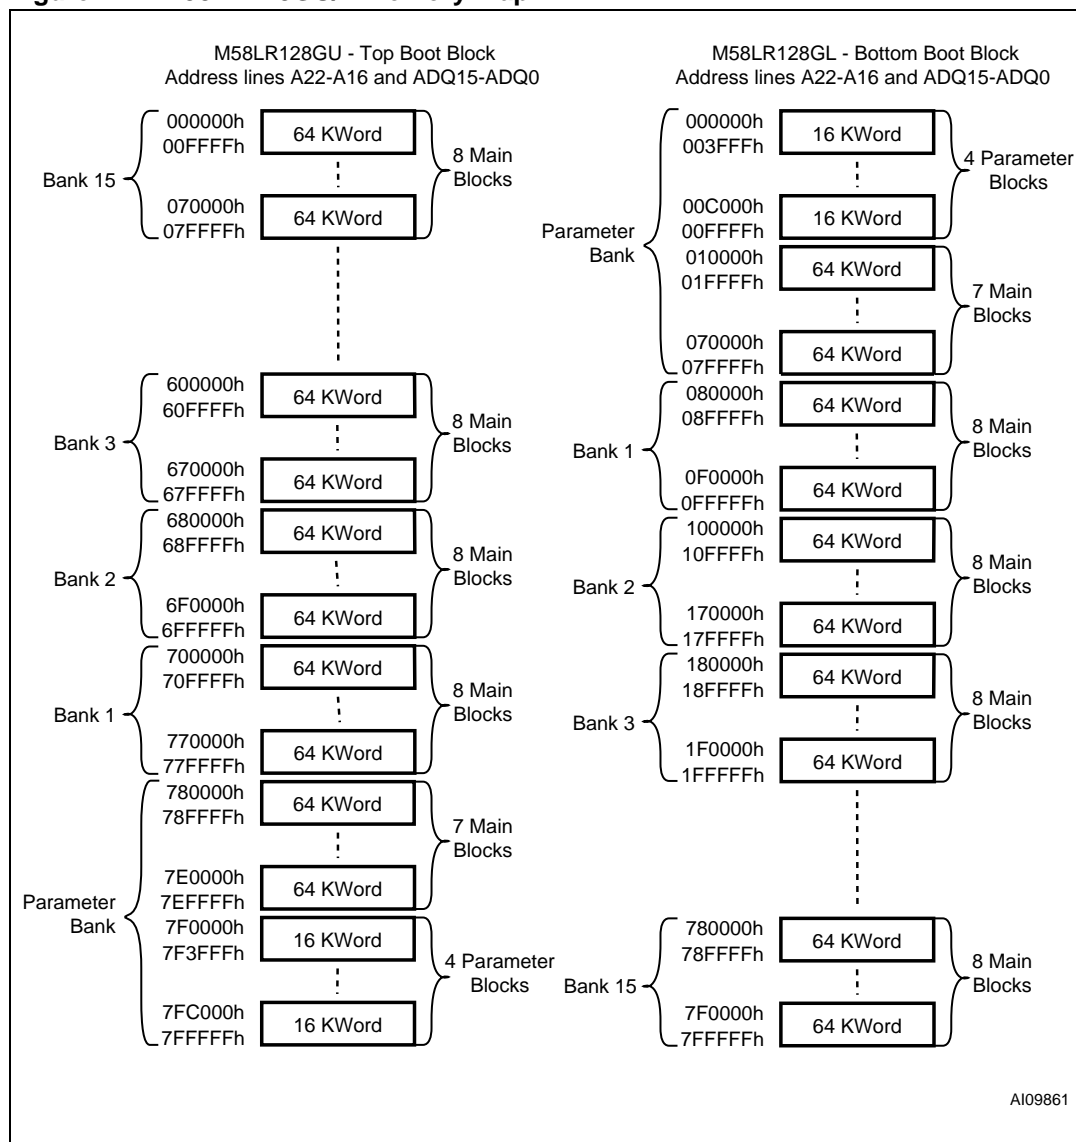 Figure Memory Map
M58LR128GU - Top Boot Block
Address lines A22-A16 and ADQ15-ADQ0
Bank 15
000000h
00FFFFh
64 KWord
070000h
07FFFFh
64 KWord
8 Main
Blocks
Bank 3
600000h
60FFFFh
64 KWord
670000h
67FFFFh
64 KWord
8 Main
Blocks
Bank 2
680000h
68FFFFh
64 KWord
6F0000h
6FFFFFh
64 KWord
8 Main
Blocks
Bank 1
700000h
70FFFFh
64 KWord
770000h
77FFFFh
64 KWord
8 Main
Blocks
Parameter
Bank
780000h
78FFFFh
64 KWord
7E0000h
7EFFFFh
64 KWord
7 Main
Blocks
7F0000h
7F3FFFh
16 KWord
7FC000h
7FFFFFh
16 KWord
4 Parameter
Blocks
M58LR128GL - Bottom Boot Block
Address lines A22-A16 and ADQ15-ADQ0
Parameter
Bank
000000h
003FFFh
16 KWord
00C000h
00FFFFh
16 KWord
4 Parameter
Blocks
010000h
01FFFFh
64 KWord
070000h
07FFFFh
64 KWord
7 Main
Blocks
Bank 1
080000h
08FFFFh
64 KWord
0F0000h
0FFFFFh
64 KWord
8 Main
Blocks
Bank 2
100000h
10FFFFh
64 KWord
170000h
17FFFFh
64 KWord
8 Main
Blocks
Bank 3
180000h
18FFFFh
64 KWord
1F0000h
1FFFFFh
64 KWord
8 Main
Blocks
Bank 15
780000h
78FFFFh
64 KWord
7F0000h
7FFFFFh
64 KWord
8 Main
Blocks
AI09861